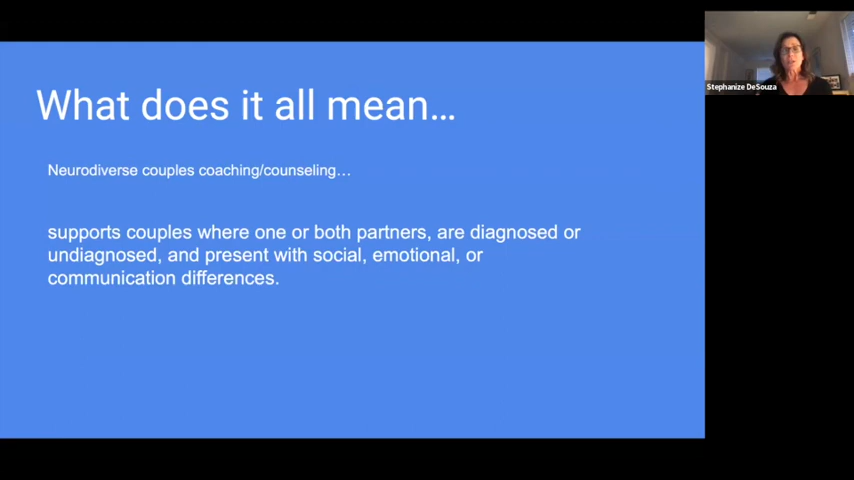 What does it all mean...
Neurodiverse couples coaching/counseling...
supports couples where one or both partners, are diagnosed or
undiagnosed, and present with social, emotional, or
communication differences.
Stephanize DeSouza